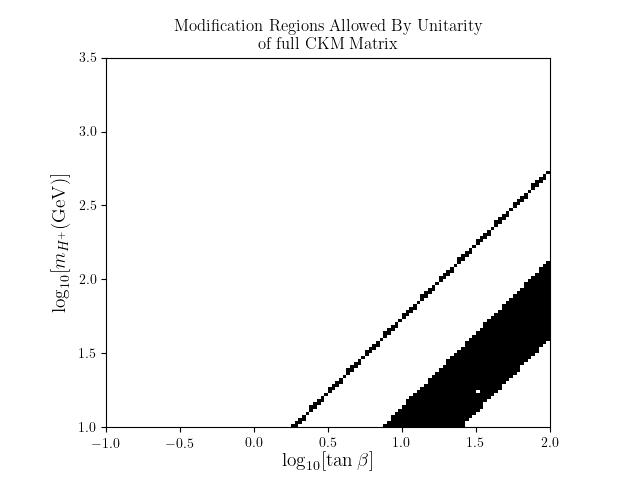 Modification Regions Allowed By Unitarity
of full CKM Matrix
3.5
3.0
2.5
2.0
1.5
1.0
log₁₀[m_{H⁺}(GeV)]
−1.0 −0.5 0.0 0.5 1.0 1.5 2.0
log₁₀[tan β]